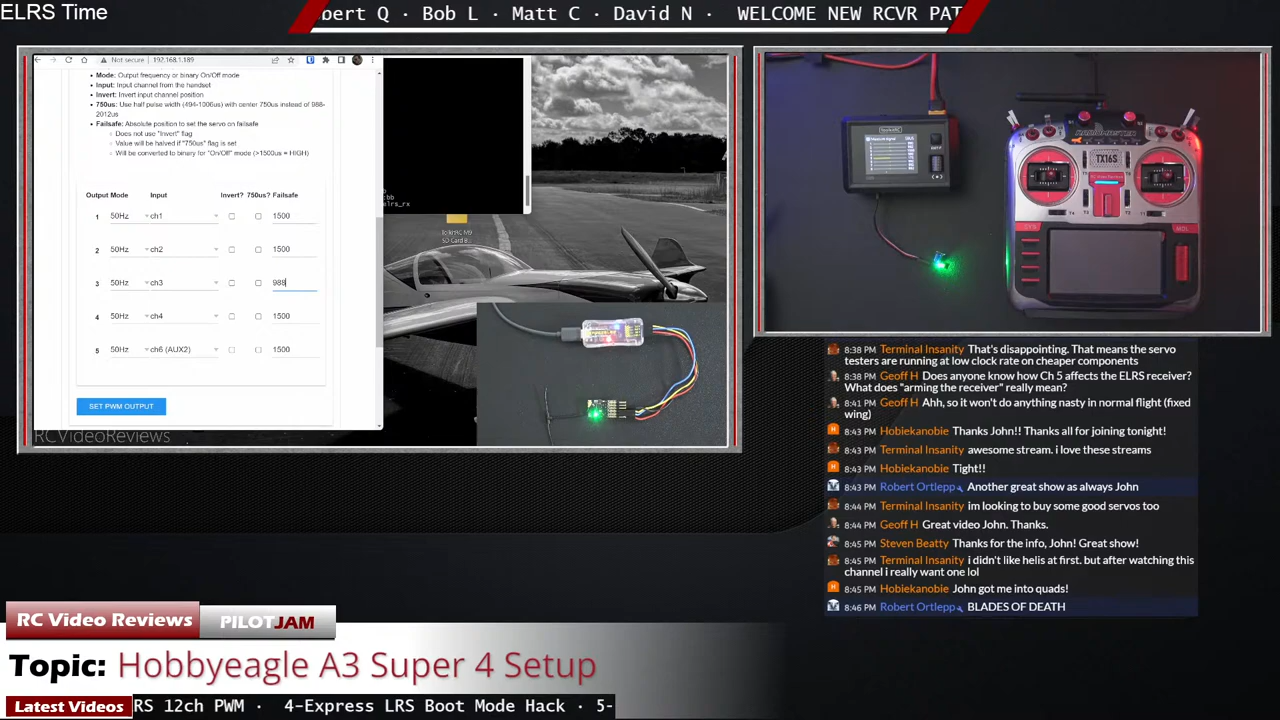 ELRS Time
bert Q · Bob L · Matt C · David N · WELCOME NEW RCVR PAT
Not secure 192.168.1.189
Mode: Output frequency or binary On/Off mode
Input: Input channel from the handset
Invert: Invert input channel position
750us: Use half pulse width (494-1006us) with center 750us instead of 988-
2012us
Failsafe: Absolute position to set the servo on failsafe
Does not use "Invert" flag
Value will be halved if "750us" flag is set
Will be converted to binary for "On/Off" mode (>1500us = HIGH)
Output Mode Input Invert? 750us? Failsafe
1 50Hz ch1 1500
2 50Hz ch2 1500
3 50Hz ch3 988
4 50Hz ch4 1500
5 50Hz ch6 (AUX2) 1500
SET PWM OUTPUT
RCVideoReviews
:bb
elrs_rx
SD Card B...
RADIOMASTER
TX16S
RC Video Reviews
8:38 PM Terminal Insanity That's disappointing. That means the servo
testers are running at low clock rate on cheaper components
8:38 PM Geoff H Does anyone know how Ch 5 affects the ELRS receiver?
What does "arming the receiver" really mean?
8:41 PM Geoff H Ahh, so it won't do anything nasty in normal flight (fixed
wing)
8:43 PM Hobiekanobie Thanks John!! Thanks all for joining tonight!
8:43 PM Terminal Insanity awesome stream. i love these streams
8:43 PM Hobiekanobie Tight!!
8:43 PM Robert Ortlepp Another great show as always John
8:44 PM Terminal Insanity im looking to buy some good servos too
8:44 PM Geoff H Great video John. Thanks.
8:45 PM Steven Beatty Thanks for the info, John! Great show!
8:45 PM Terminal Insanity i didn't like helis at first. but after watching this
channel i really want one lol
8:45 PM Hobiekanobie John got me into quads!
8:46 PM Robert Ortlepp BLADES OF DEATH
RC Video Reviews PILOTJAM
Topic: Hobbyeagle A3 Super 4 Setup
Latest Videos RS 12ch PWM · 4-Express LRS Boot Mode Hack · 5-